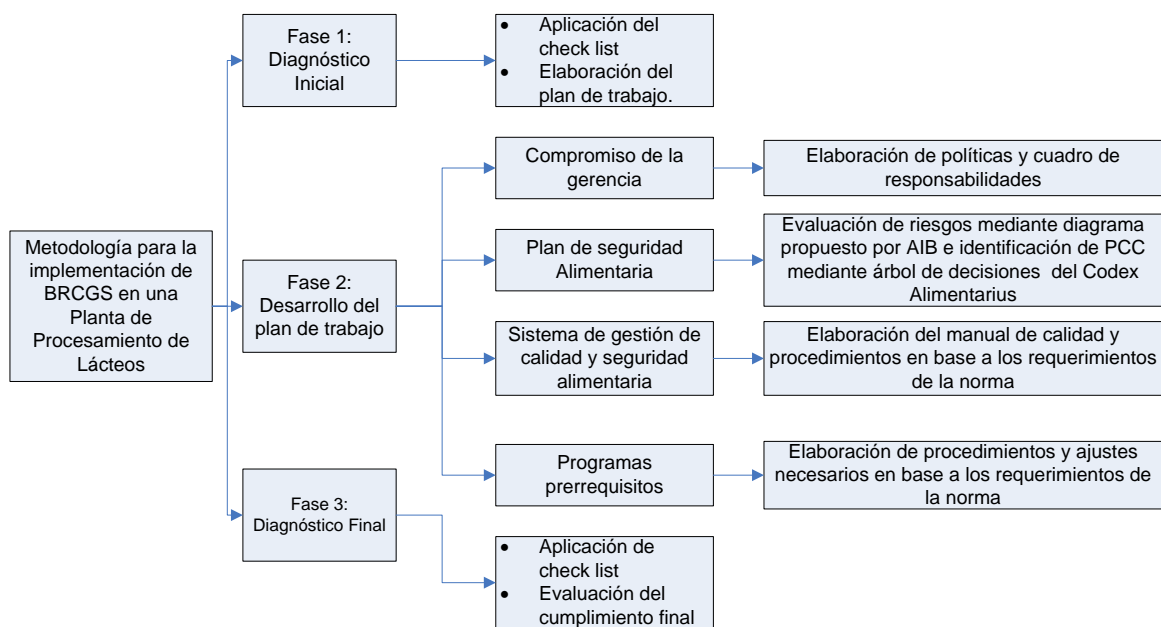 Fase 1:
Diagnóstico
Inicial
• Aplicación del
check list
• Elaboración del
plan de trabajo.
Metodología para la
implementación de
BRCGS en una
Planta de
Procesamiento de
Lácteos
Fase 2:
Desarrollo del
plan de trabajo
Compromiso de la
gerencia
Elaboración de políticas y cuadro de
responsabilidades
Plan de seguridad
Alimentaria
Evaluación de riesgos mediante diagrama
propuesto por AIB e identificación de PCC
mediante árbol de decisiones del Codex
Alimentarius
Sistema de gestión de
calidad y seguridad
alimentaria
Elaboración del manual de calidad y
procedimientos en base a los requerimientos
de la norma
Programas
prerrequisitos
Elaboración de procedimientos y ajustes
necesarios en base a los requerimientos de
la norma
Fase 3:
Diagnóstico Final
• Aplicación de
check list
• Evaluación del
cumplimiento final